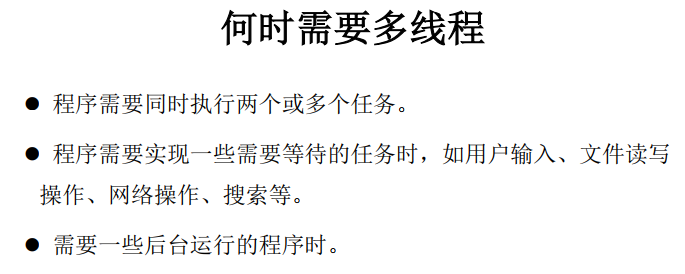 何时需要多线程
● 程序需要同时执行两个或多个任务。
● 程序需要实现一些需要等待的任务时，如用户输入、文件读写
操作、网络操作、搜索等。
● 需要一些后台运行的程序时。